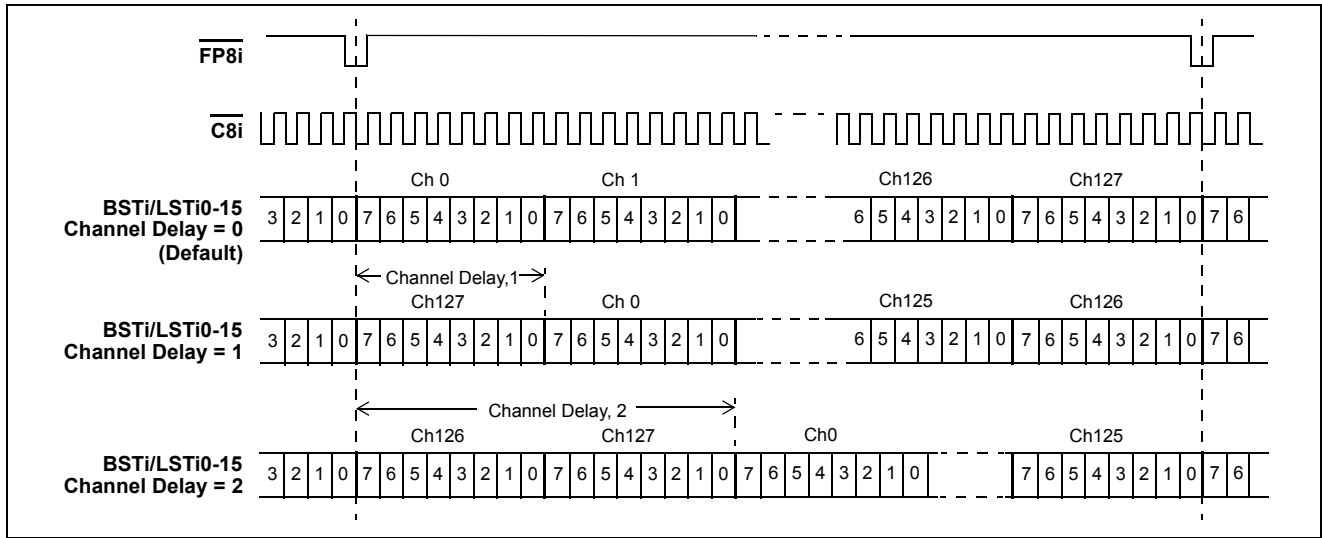 FP8i
C8i
Ch 0 Ch 1 Ch126 Ch127
BSTi/LSTi0-15
Channel Delay = 0
(Default)
3 2 1 0 7 6 5 4 3 2 1 0 7 6 5 4 3 2 1 0 6 5 4 3 2 1 0 7 6 5 4 3 2 1 0 7 6
Channel Delay,1
Ch127 Ch 0 Ch125 Ch126
BSTi/LSTi0-15
Channel Delay = 1
3 2 1 0 7 6 5 4 3 2 1 0 7 6 5 4 3 2 1 0 6 5 4 3 2 1 0 7 6 5 4 3 2 1 0 7 6
Channel Delay, 2
Ch126 Ch127 Ch0 Ch125
BSTi/LSTi0-15
Channel Delay = 2
3 2 1 0 7 6 5 4 3 2 1 0 7 6 5 4 3 2 1 0 7 6 5 4 3 2 1 0 7 6 5 4 3 2 1 0 7 6